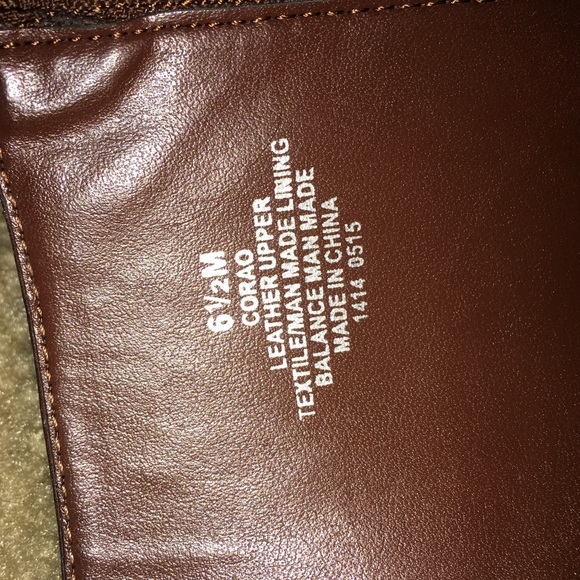 6½M
CORAO
LEATHER UPPER
TEXTILE/MAN MADE LINING
BALANCE MAN MADE
MADE IN CHINA
1414 0515